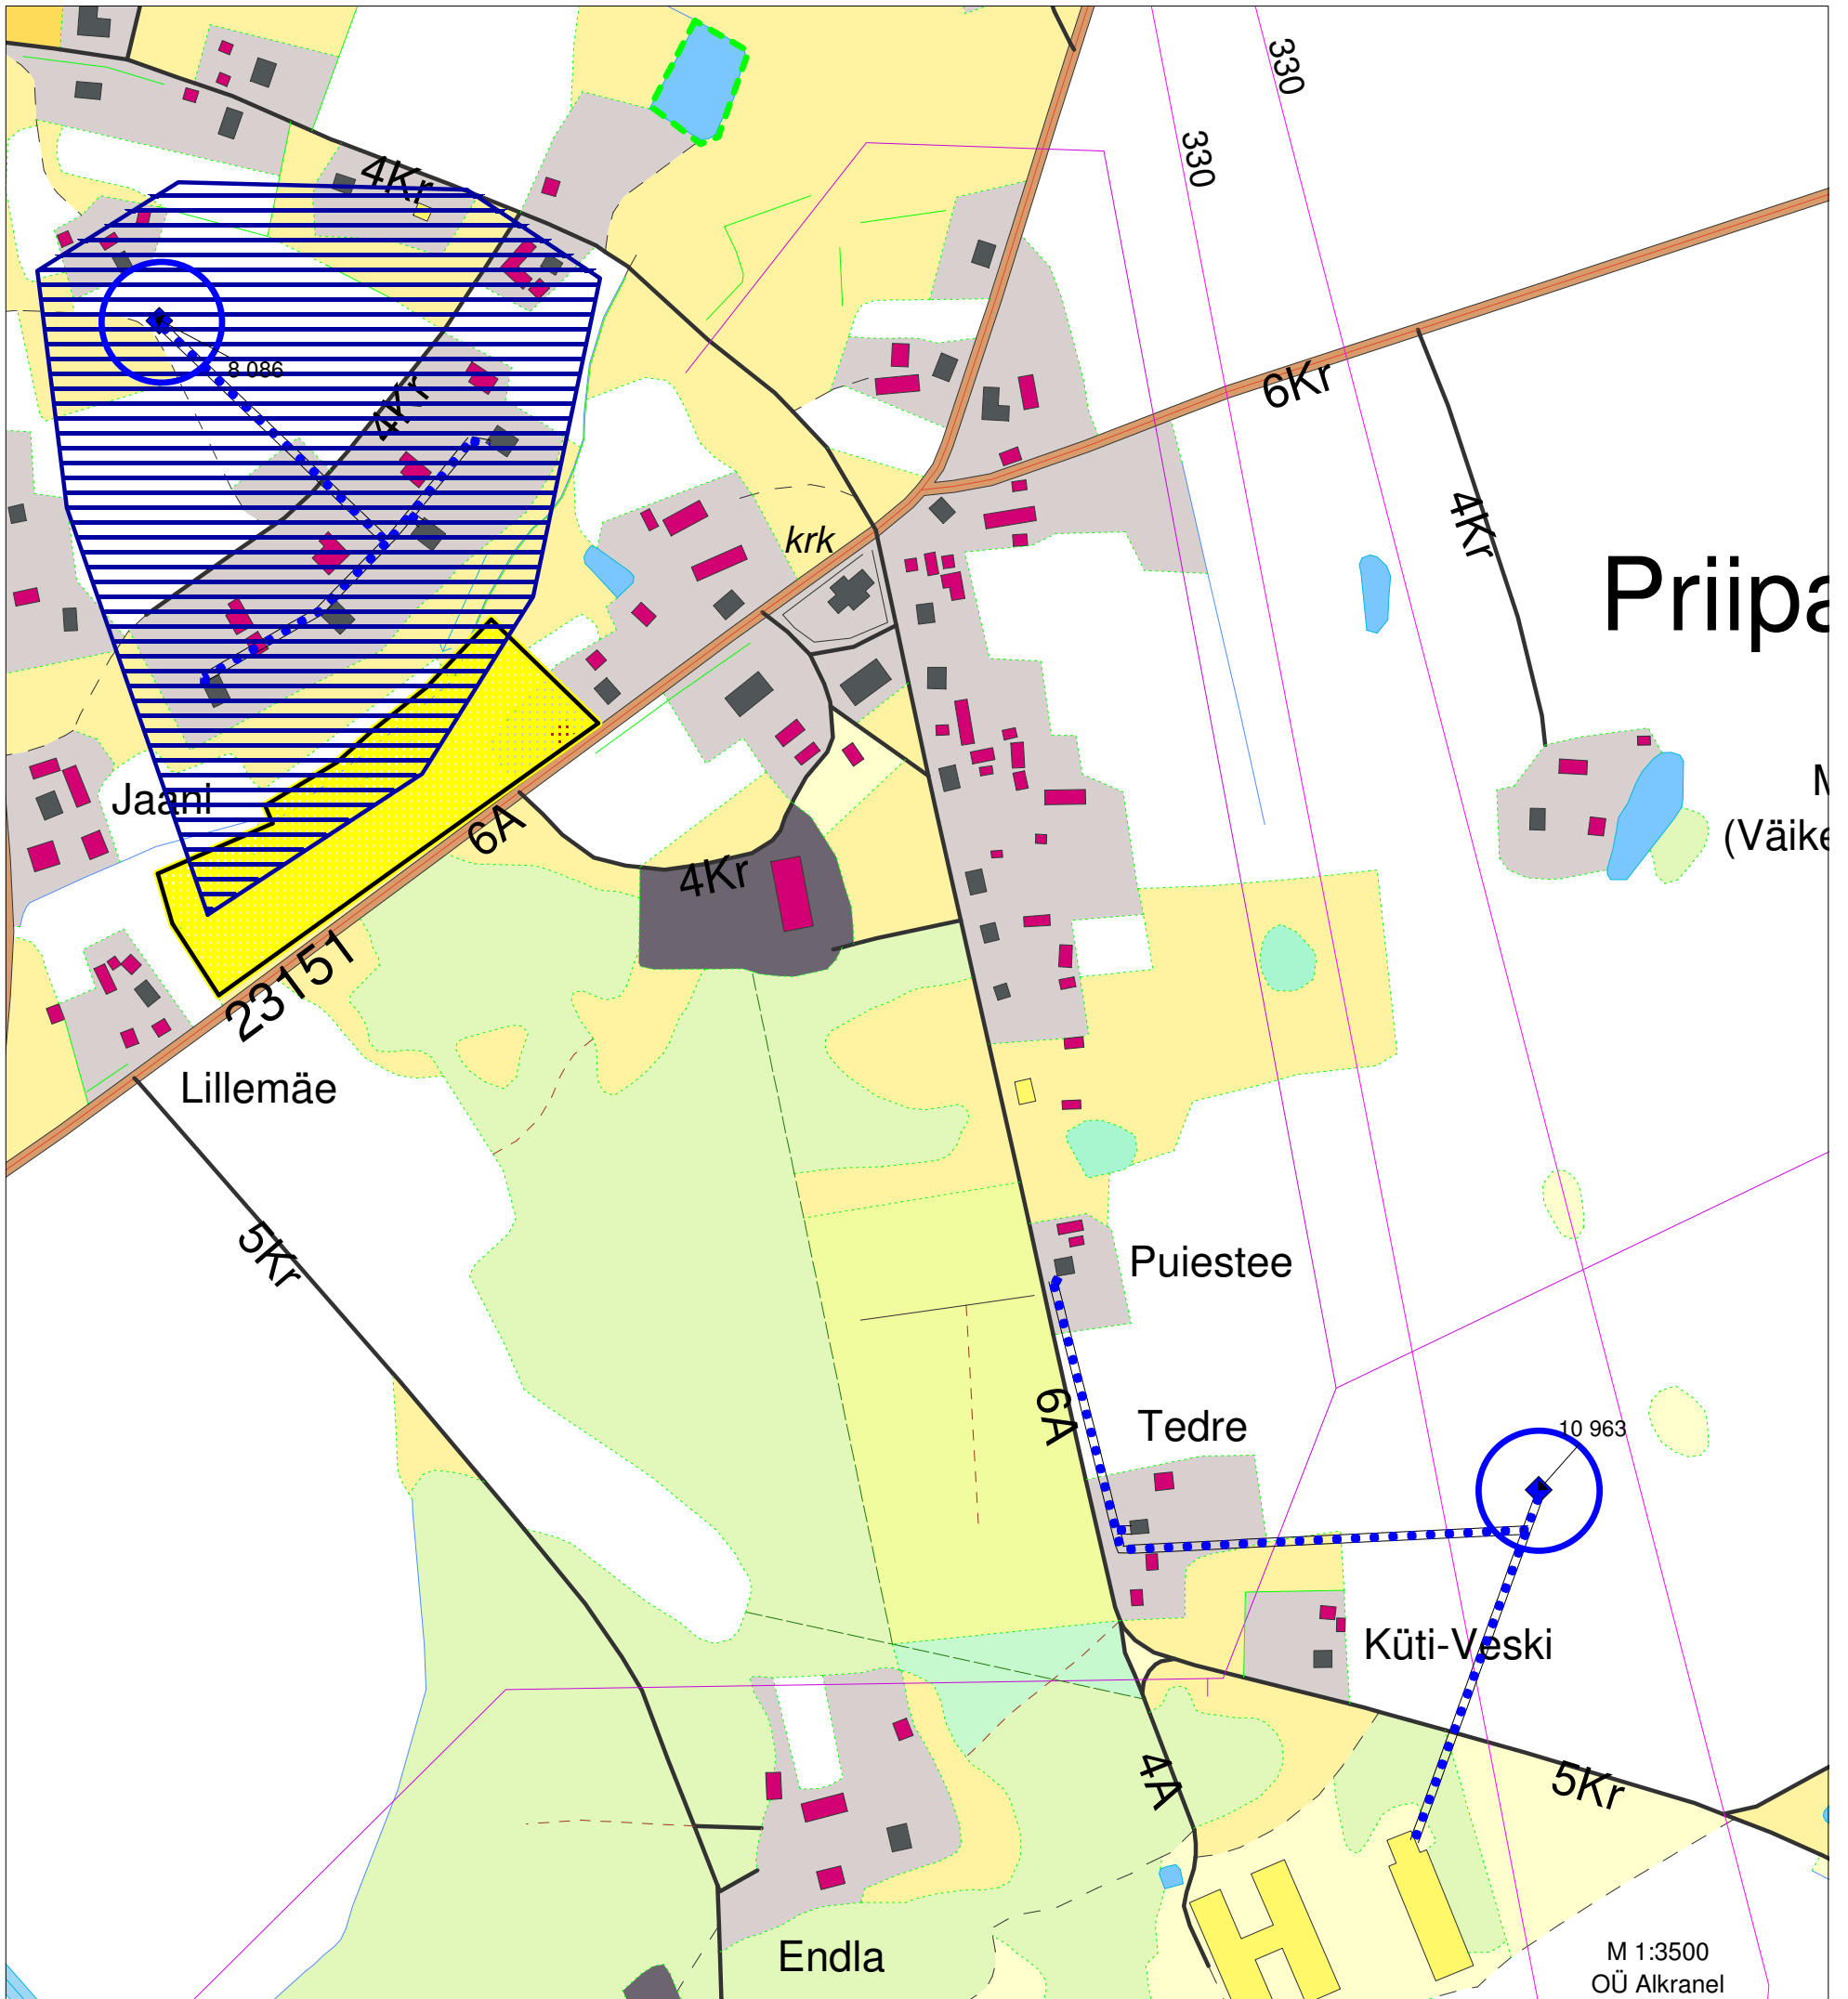 330
330
4Kr
6Kr
8 086
4Kr
4Kr
krk
Priipa
Jaani
6A
M
(Väike
4Kr
23151
Lillemäe
5Kr
Puiestee
6A
Tedre
10 963
Küti-Veski
4A
5Kr
Endla
M 1:3500
OÜ Alkranel